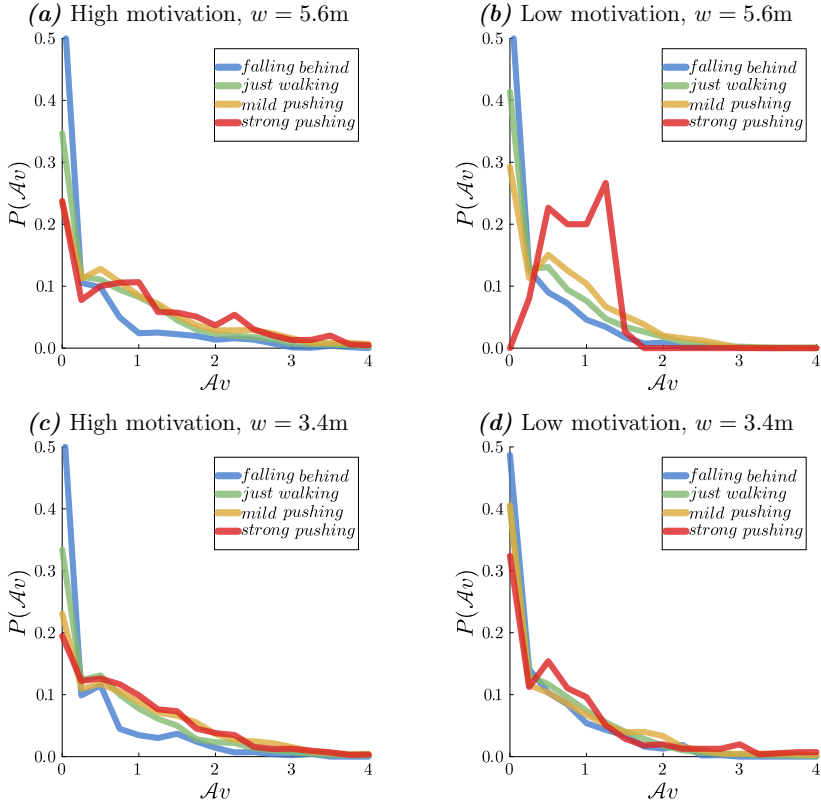 (a) High motivation, w = 5.6m
0.5
0.4
0.3
0.2
0.1
0.0
P(𝒜v)
0 1 2 3 4
𝒜v
falling behind
just walking
mild pushing
strong pushing
(b) Low motivation, w = 5.6m
0.5
0.4
0.3
0.2
0.1
0.0
P(𝒜v)
0 1 2 3 4
𝒜v
falling behind
just walking
mild pushing
strong pushing
(c) High motivation, w = 3.4m
0.5
0.4
0.3
0.2
0.1
0.0
P(𝒜v)
0 1 2 3 4
𝒜v
falling behind
just walking
mild pushing
strong pushing
(d) Low motivation, w = 3.4m
0.5
0.4
0.3
0.2
0.1
0.0
P(𝒜v)
0 1 2 3 4
𝒜v
falling behind
just walking
mild pushing
strong pushing